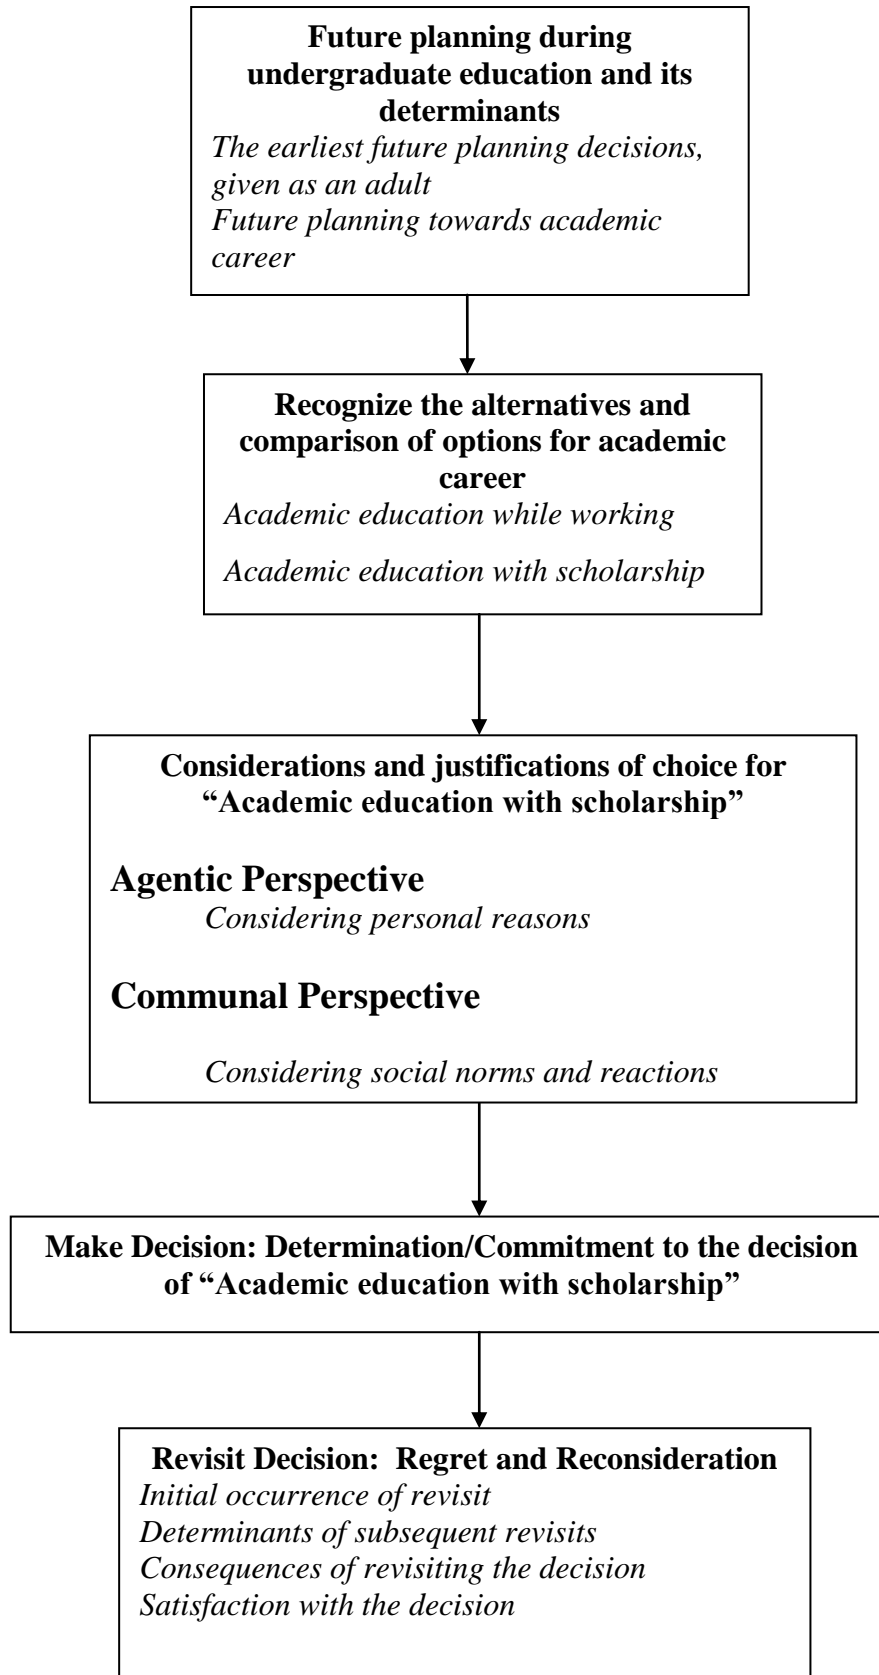 Future planning during
undergraduate education and its
determinants
The earliest future planning decisions,
given as an adult
Future planning towards academic
career
Recognize the alternatives and
comparison of options for academic
career
Academic education while working
Academic education with scholarship
Considerations and justifications of choice for
“Academic education with scholarship”
Agentic Perspective
Considering personal reasons
Communal Perspective
Considering social norms and reactions
Make Decision: Determination/Commitment to the decision
of “Academic education with scholarship”
Revisit Decision:  Regret and Reconsideration
Initial occurrence of revisit
Determinants of subsequent revisits
Consequences of revisiting the decision
Satisfaction with the decision